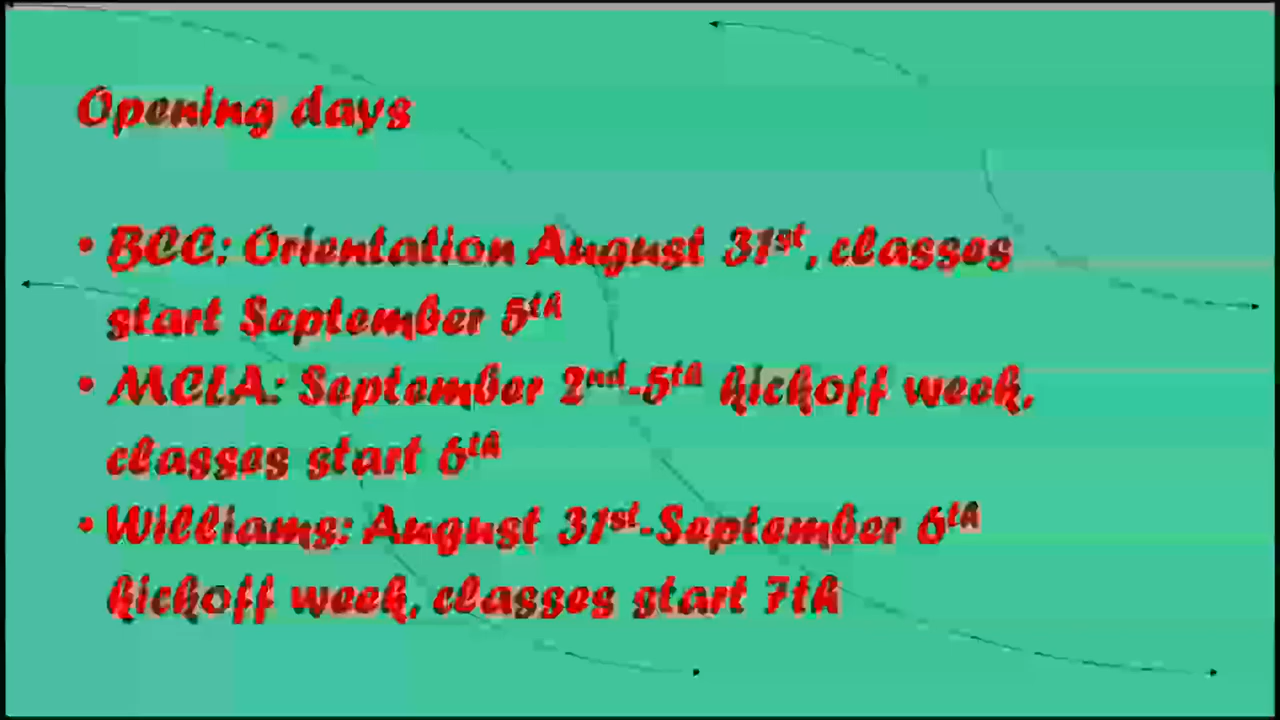 Opening days
• BCC: Orientation August 31st, classes
start September 5th
• MCLA: September 2nd-5th kickoff week,
classes start 6th
• Williams: August 31st-September 6th
kickoff week, classes start 7th